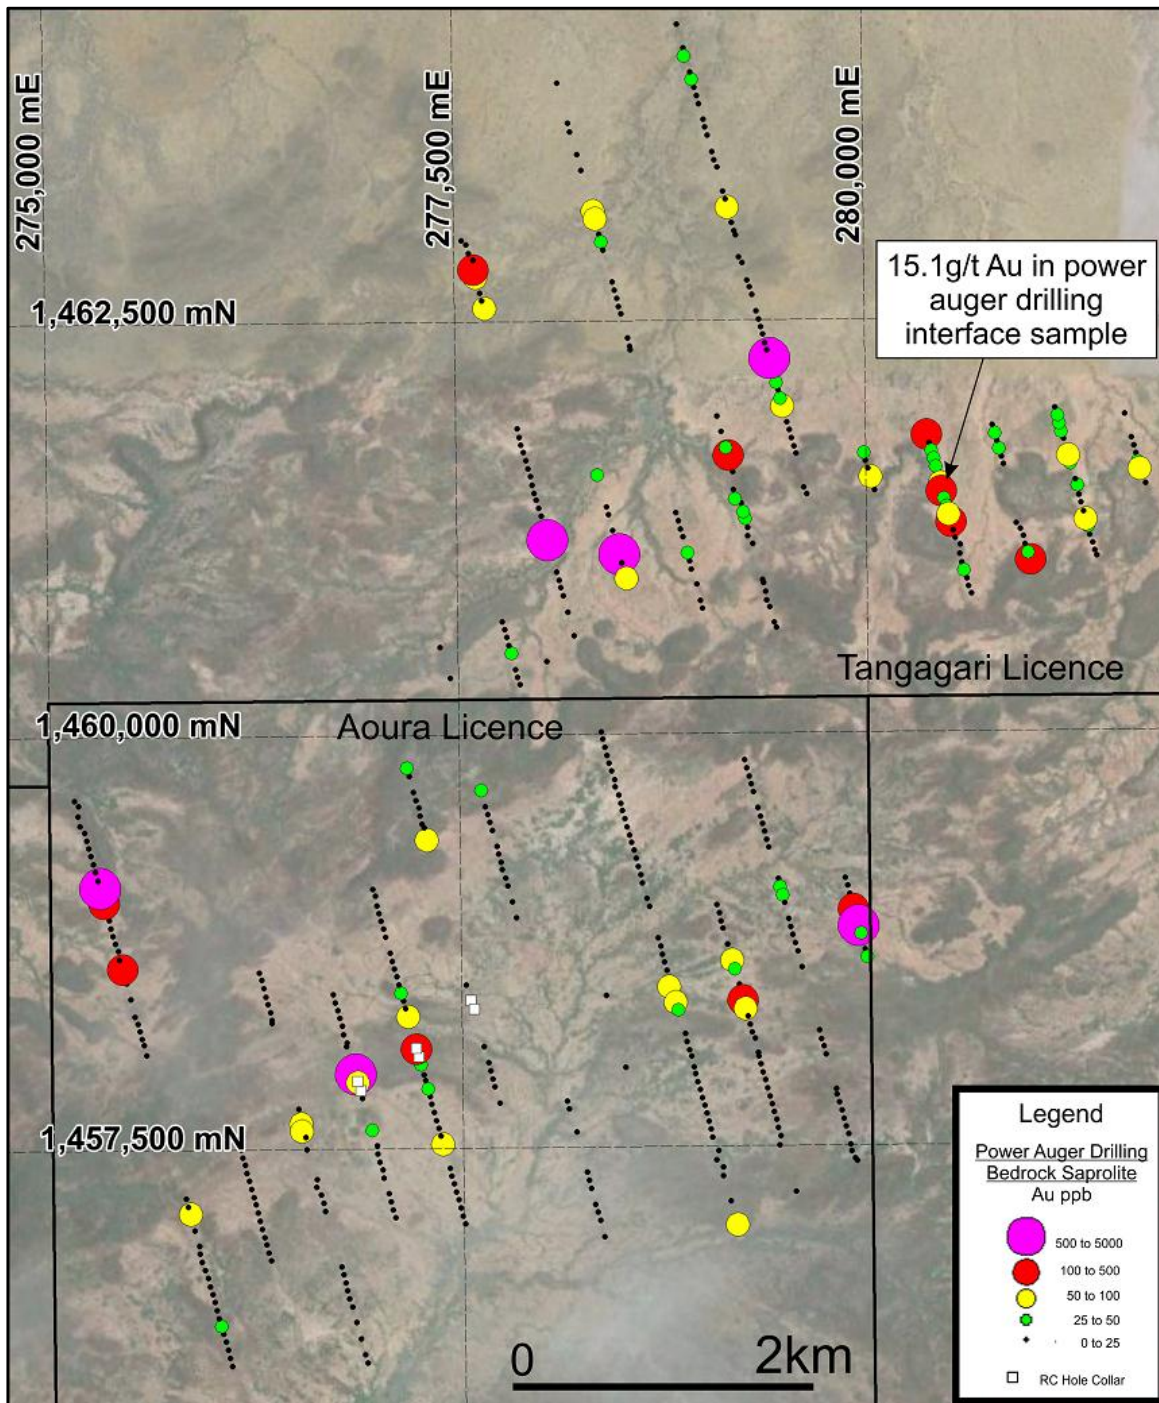 275,000 mE
277,500 mE
280,000 mE
15.1g/t Au in power
auger drilling
interface sample
1,462,500 mN
Tangagari Licence
1,460,000 mN
Aoura Licence
1,457,500 mN
Legend
Power Auger Drilling
Bedrock Saprolite
Au ppb
500 to 5000
100 to 500
50 to 100
25 to 50
0 to 25
RC Hole Collar
0
2km